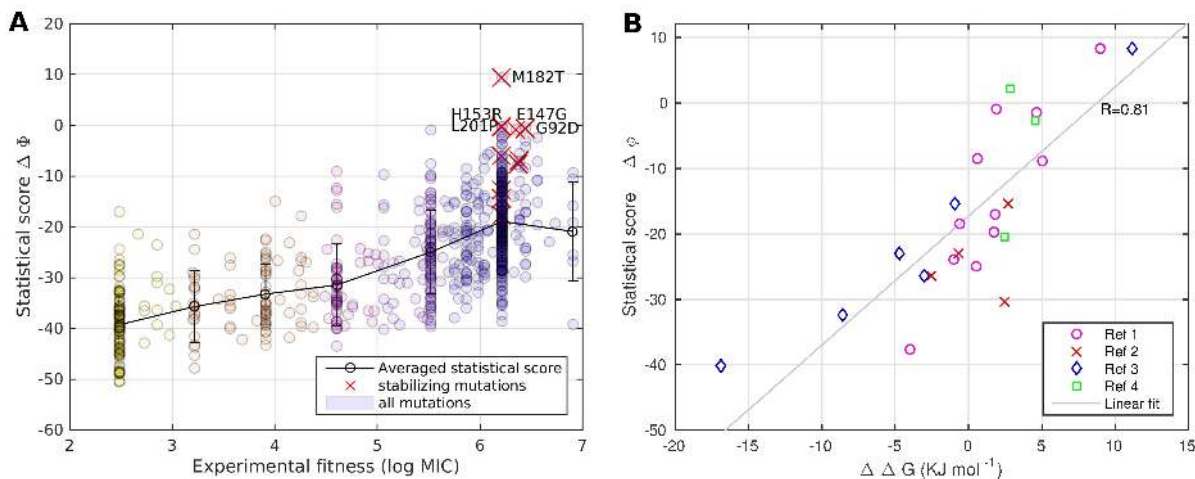 A
20
10
0
-10
-20
-30
-40
-50
-60
Statistical score Δ Φ
M182T
H153R E147G
L201P G92D
Averaged statistical score
stabilizing mutations
all mutations
2 3 4 5 6 7
Experimental fitness (log MIC)
B
10
0
-10
-20
-30
-40
-50
Statistical score Δ φ
R=0.81
Ref 1
Ref 2
Ref 3
Ref 4
Linear fit
-20 -15 -10 -5 0 5 10 15
Δ Δ G (KJ mol⁻¹)